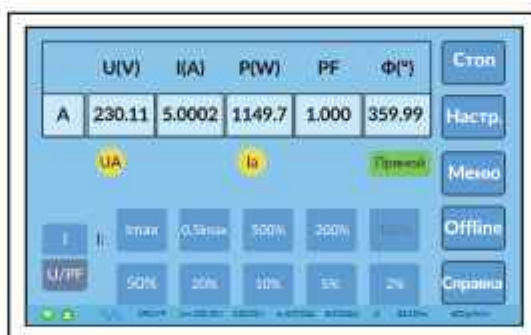 U(V) I(A) P(W) PF Φ(°) Стоп
A 230.11 5.0002 1149.7 1.000 359.99 Настр.
UA Ia Прямой Меню
I I: Imax 0,5Imax 500% 200% Offline
U/PF 50% 20% 10% 5% 2% Справка